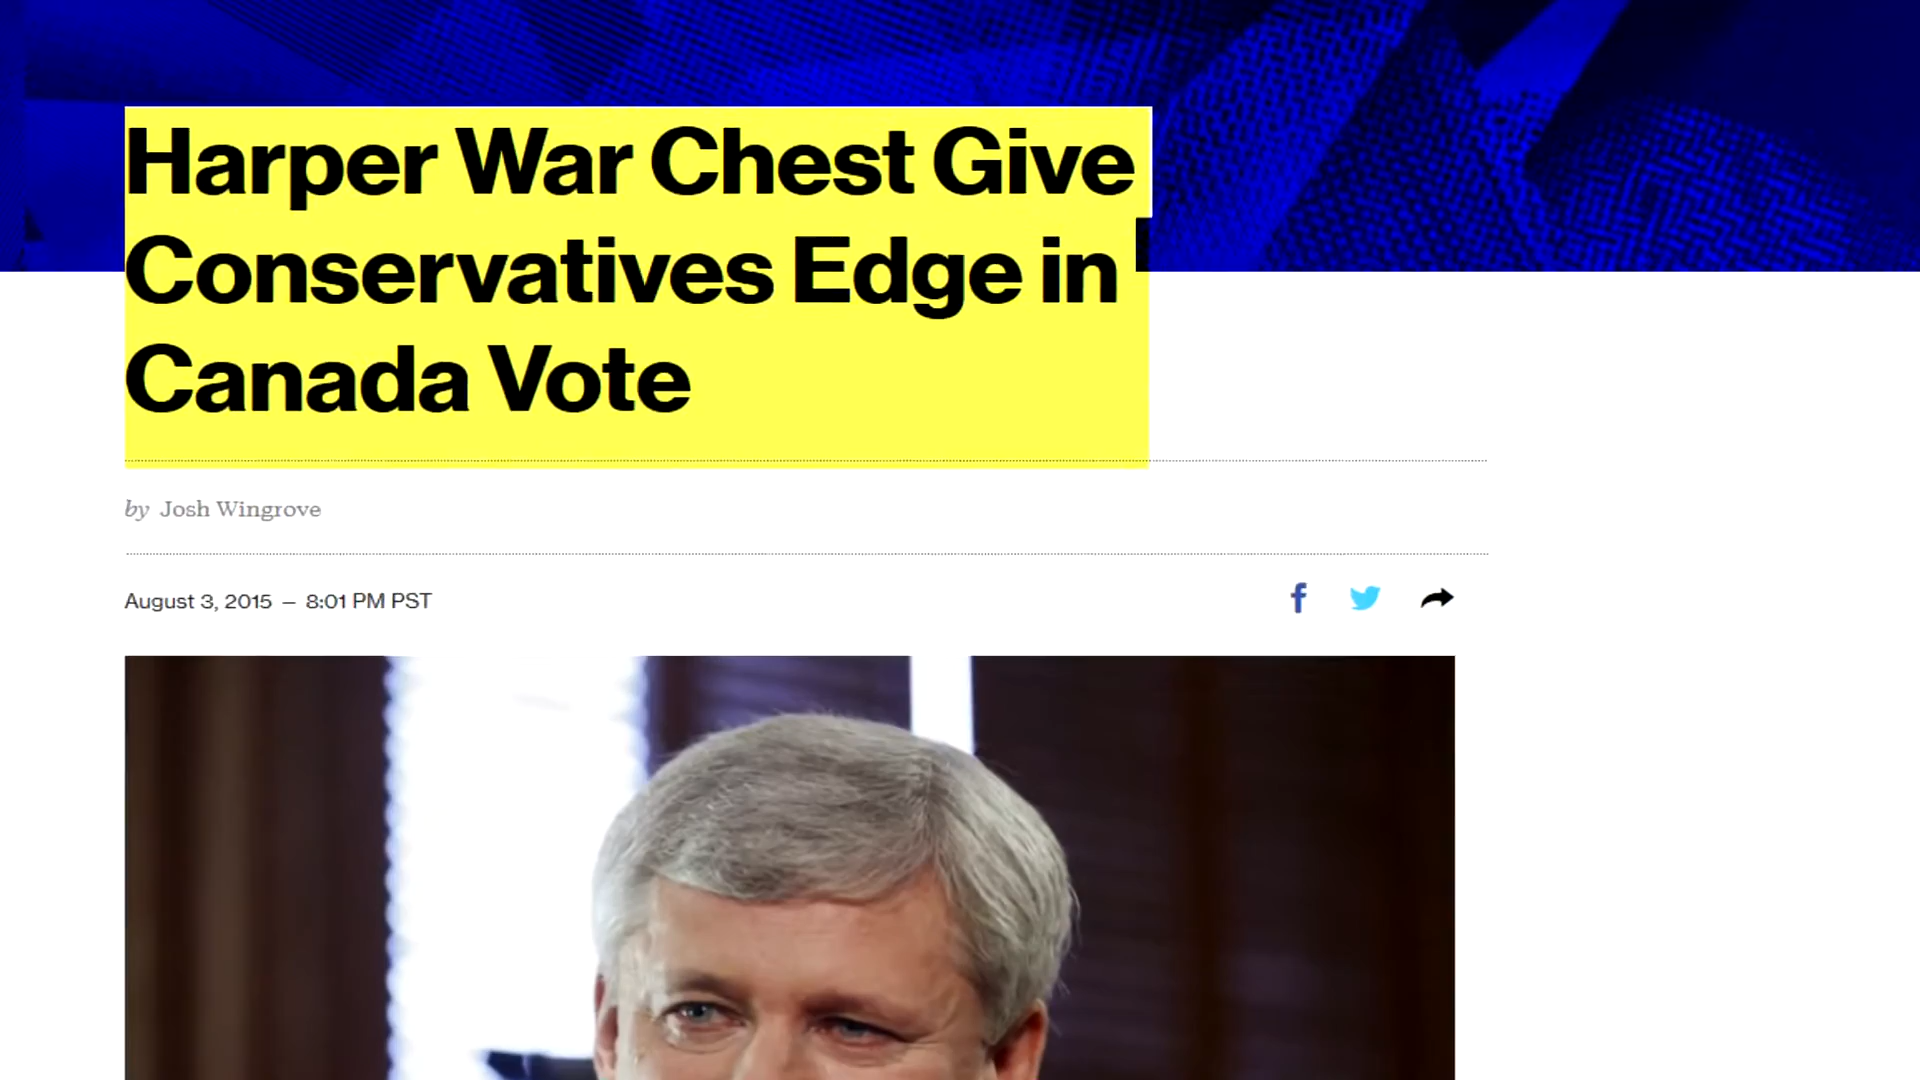 Harper War Chest Give
Conservatives Edge in
Canada Vote
by Josh Wingrove
August 3, 2015 — 8:01 PM PST